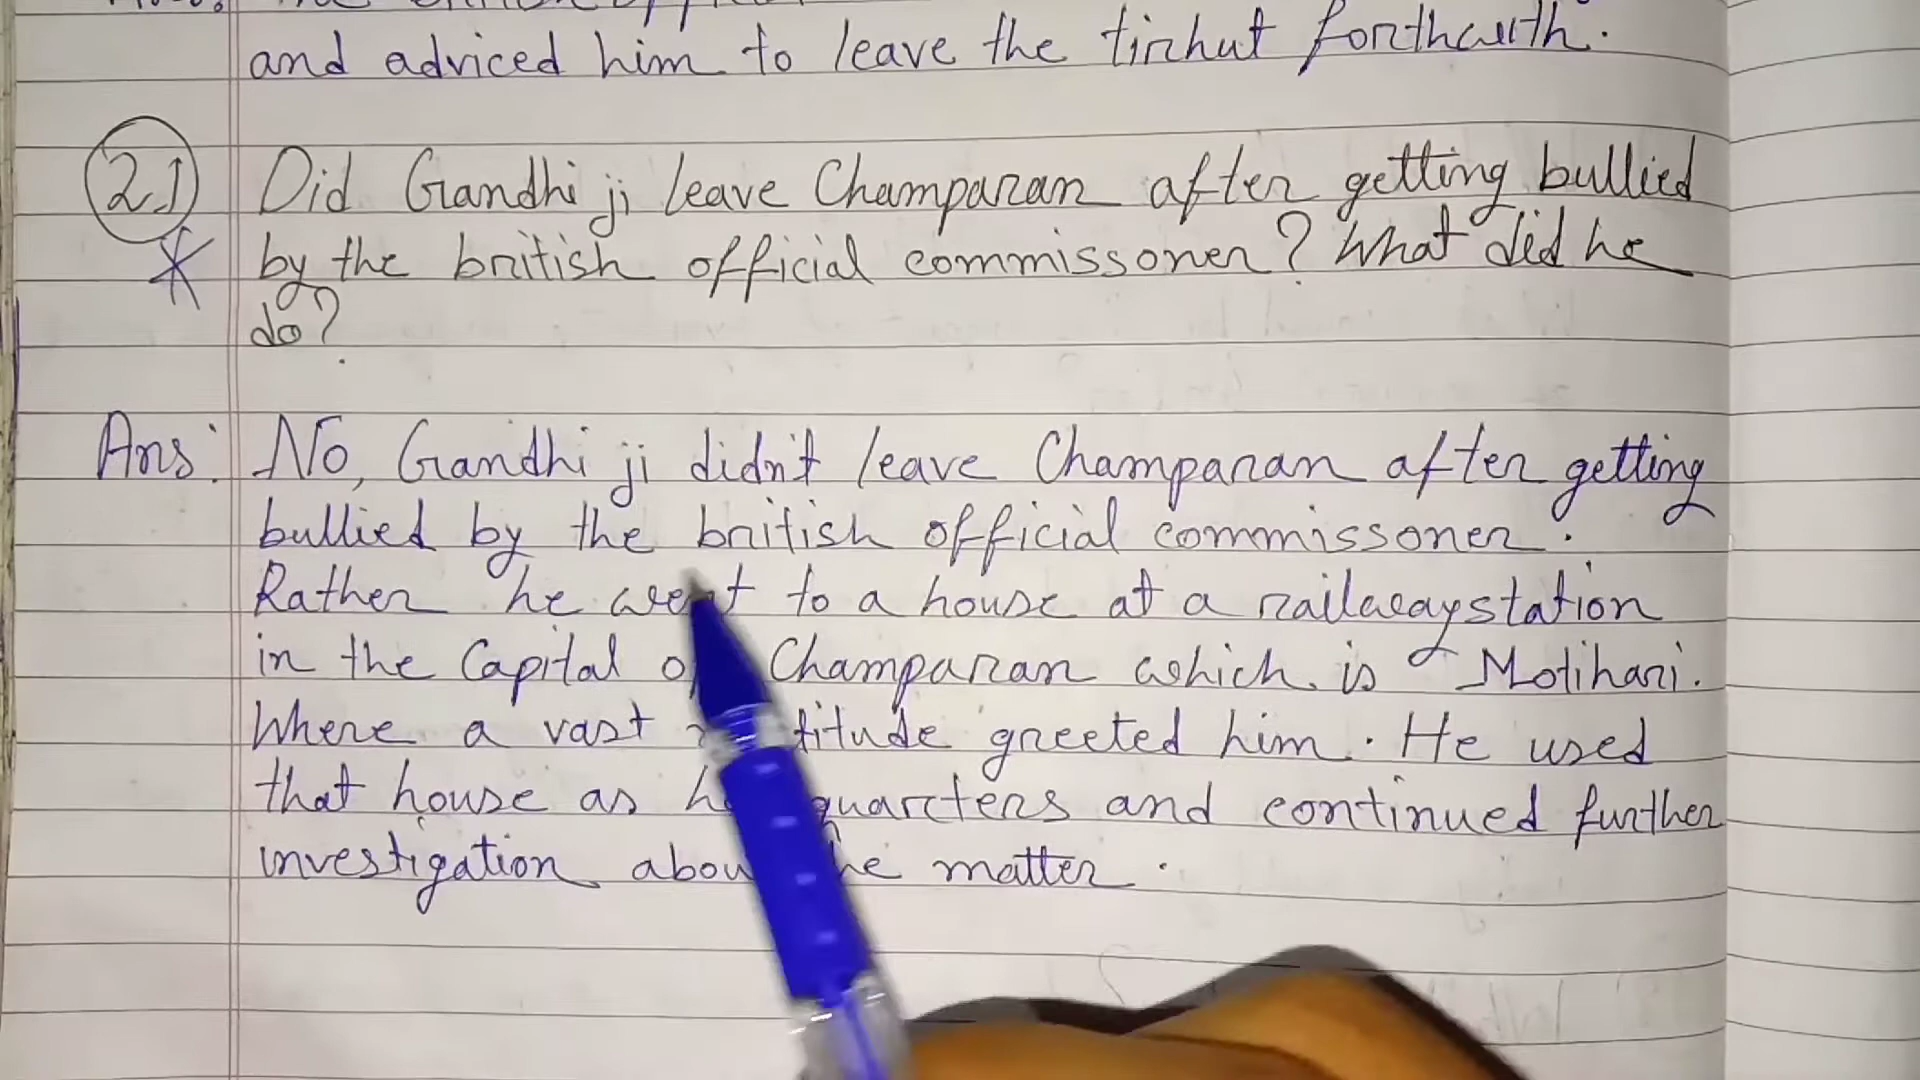 and adviced him to leave the tirhut forthwith.
21 Did Gandhi ji leave Champaran after getting bullied
by the british official commissoner? What did he
do?
Ans: No, Gandhi ji didn't leave Champaran after getting
bullied by the british official commissoner.
Rather he went to a house at a railwaystation
in the Capital of Champaran which is Motihari.
Where a vast greeted him. He used
that house as and continued further
investigation matter.